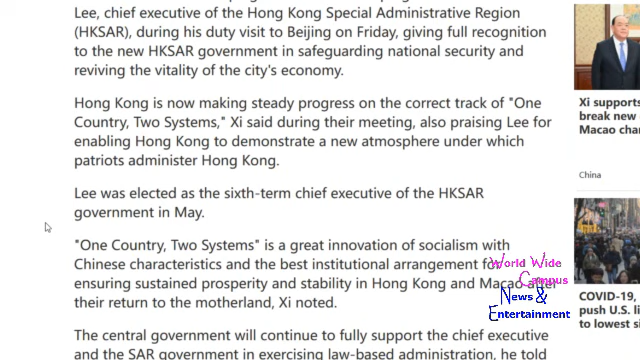 Lee, chief executive of the Hong Kong Special Administrative Region
(HKSAR), during his duty visit to Beijing on Friday, giving full recognition
to the new HKSAR government in safeguarding national security and
reviving the vitality of the city's economy.
Hong Kong is now making steady progress on the correct track of "One
Country, Two Systems," Xi said during their meeting, also praising Lee for
enabling Hong Kong to demonstrate a new atmosphere under which
patriots administer Hong Kong.
Lee was elected as the sixth-term chief executive of the HKSAR
government in May.
"One Country, Two Systems" is a great innovation of socialism with
Chinese characteristics and the best institutional arrangement for
ensuring sustained prosperity and stability in Hong Kong and Macao after
their return to the motherland, Xi noted.
The central government will continue to fully support the chief executive
and the SAR government in exercising law-based administration, he told
Xi supports
break new
Macao
China
COVID-19,
push U.S.
to lowest
World Wide
Campus
News &
Entertainment